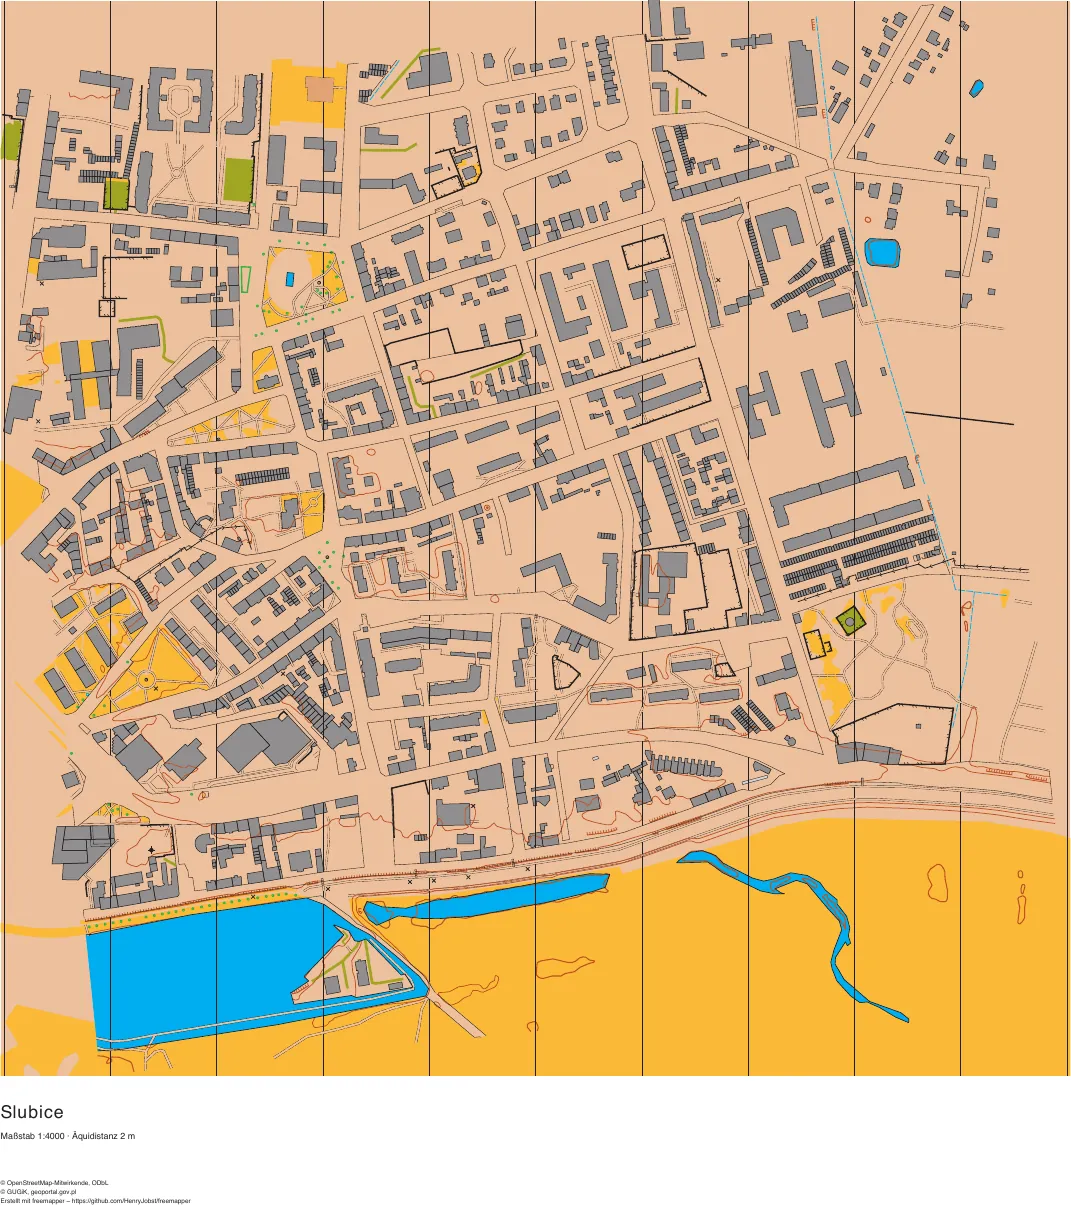 Slubice
Maßstab 1:4000 · Äquidistanz 2 m
© OpenStreetMap-Mitwirkende, ODbL
© GUGiK, geoportal.gov.pl
Erstellt mit freemapper – https://github.com/HenryJobst/freemapper